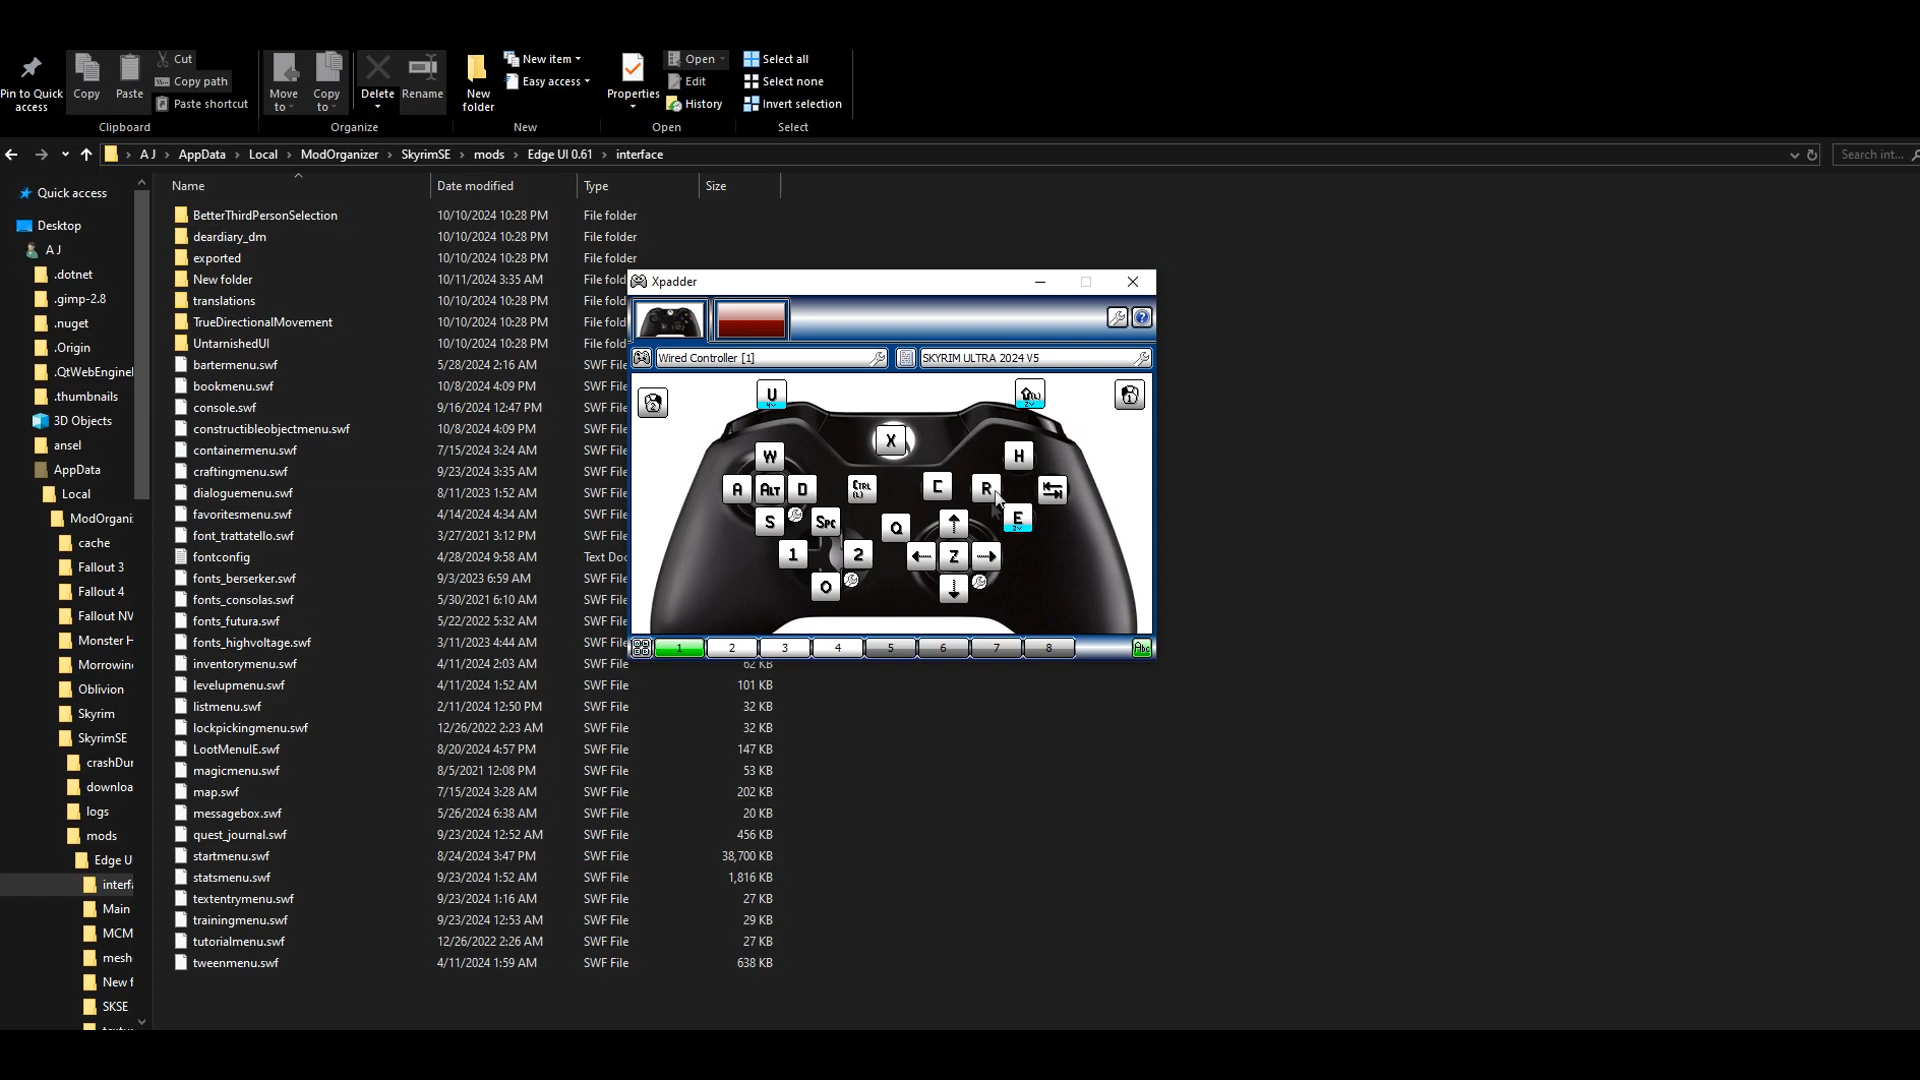 Pin to Quick access
Copy
Paste
Cut
Copy path
Paste shortcut
Clipboard
Move to
Copy to
Delete
Rename
Organize
New folder
New item
Easy access
New
Properties
Open
Edit
History
Open
Select all
Select none
Invert selection
Select
A J > AppData > Local > ModOrganizer > SkyrimSE > mods > Edge UI 0.61 > interface
Search int...
Quick access
Desktop
A J
.dotnet
.gimp-2.8
.nuget
.Origin
.QtWebEnginel
.thumbnails
3D Objects
ansel
AppData
Local
ModOrgani
cache
Fallout 3
Fallout 4
Fallout NV
Monster H
Morrowin
Oblivion
Skyrim
SkyrimSE
crashDur
downloa
logs
mods
Edge U
interfa
Main
MCM
mesh
New f
SKSE
Name Date modified Type Size
BetterThirdPersonSelection 10/10/2024 10:28 PM File folder
deardiary_dm 10/10/2024 10:28 PM File folder
exported 10/10/2024 10:28 PM File folder
New folder 10/11/2024 3:35 AM File fold
translations 10/10/2024 10:28 PM File fold
TrueDirectionalMovement 10/10/2024 10:28 PM File fold
UntarnishedUI 10/10/2024 10:28 PM File fold
bartermenu.swf 5/28/2024 2:16 AM SWF File
bookmenu.swf 10/8/2024 4:09 PM SWF File
console.swf 9/16/2024 12:47 PM SWF File
constructibleobjectmenu.swf 10/8/2024 4:09 PM SWF File
containermenu.swf 7/15/2024 3:24 AM SWF File
craftingmenu.swf 9/23/2024 3:35 AM SWF File
dialoguemenu.swf 8/11/2023 1:52 AM SWF File
favoritesmenu.swf 4/14/2024 4:34 AM SWF File
font_trattatello.swf 3/27/2021 3:12 PM SWF File
fontconfig 4/28/2024 9:58 AM Text Doc
fonts_berserker.swf 9/3/2023 6:59 AM SWF File
fonts_consolas.swf 5/30/2021 6:10 AM SWF File
fonts_futura.swf 5/22/2022 5:32 AM SWF File
fonts_highvoltage.swf 3/11/2023 4:44 AM SWF File
inventorymenu.swf 4/11/2024 2:03 AM SWF File 62 KB
levelupmenu.swf 4/11/2024 1:52 AM SWF File 101 KB
listmenu.swf 2/11/2024 12:50 PM SWF File 32 KB
lockpickingmenu.swf 12/26/2022 2:23 AM SWF File 32 KB
LootMenuIE.swf 8/20/2024 4:57 PM SWF File 147 KB
magicmenu.swf 8/5/2021 12:08 PM SWF File 53 KB
map.swf 7/15/2024 3:28 AM SWF File 202 KB
messagebox.swf 5/26/2024 6:38 AM SWF File 20 KB
quest_journal.swf 9/23/2024 12:52 AM SWF File 456 KB
startmenu.swf 8/24/2024 3:47 PM SWF File 38,700 KB
statsmenu.swf 9/23/2024 1:52 AM SWF File 1,816 KB
textentrymenu.swf 9/23/2024 1:16 AM SWF File 27 KB
trainingmenu.swf 9/23/2024 12:53 AM SWF File 29 KB
tutorialmenu.swf 12/26/2022 2:26 AM SWF File 27 KB
tweenmenu.swf 4/11/2024 1:59 AM SWF File 638 KB
Xpadder
Wired Controller [1]
SKYRIM ULTRA 2024 V5
2 U 4 (L) 2 1
X
W H
A ALT D CTRL (L) C R
S SPC Q E 3
1 2 Z
O
1 2 3 4 5 6 7 8 Abc